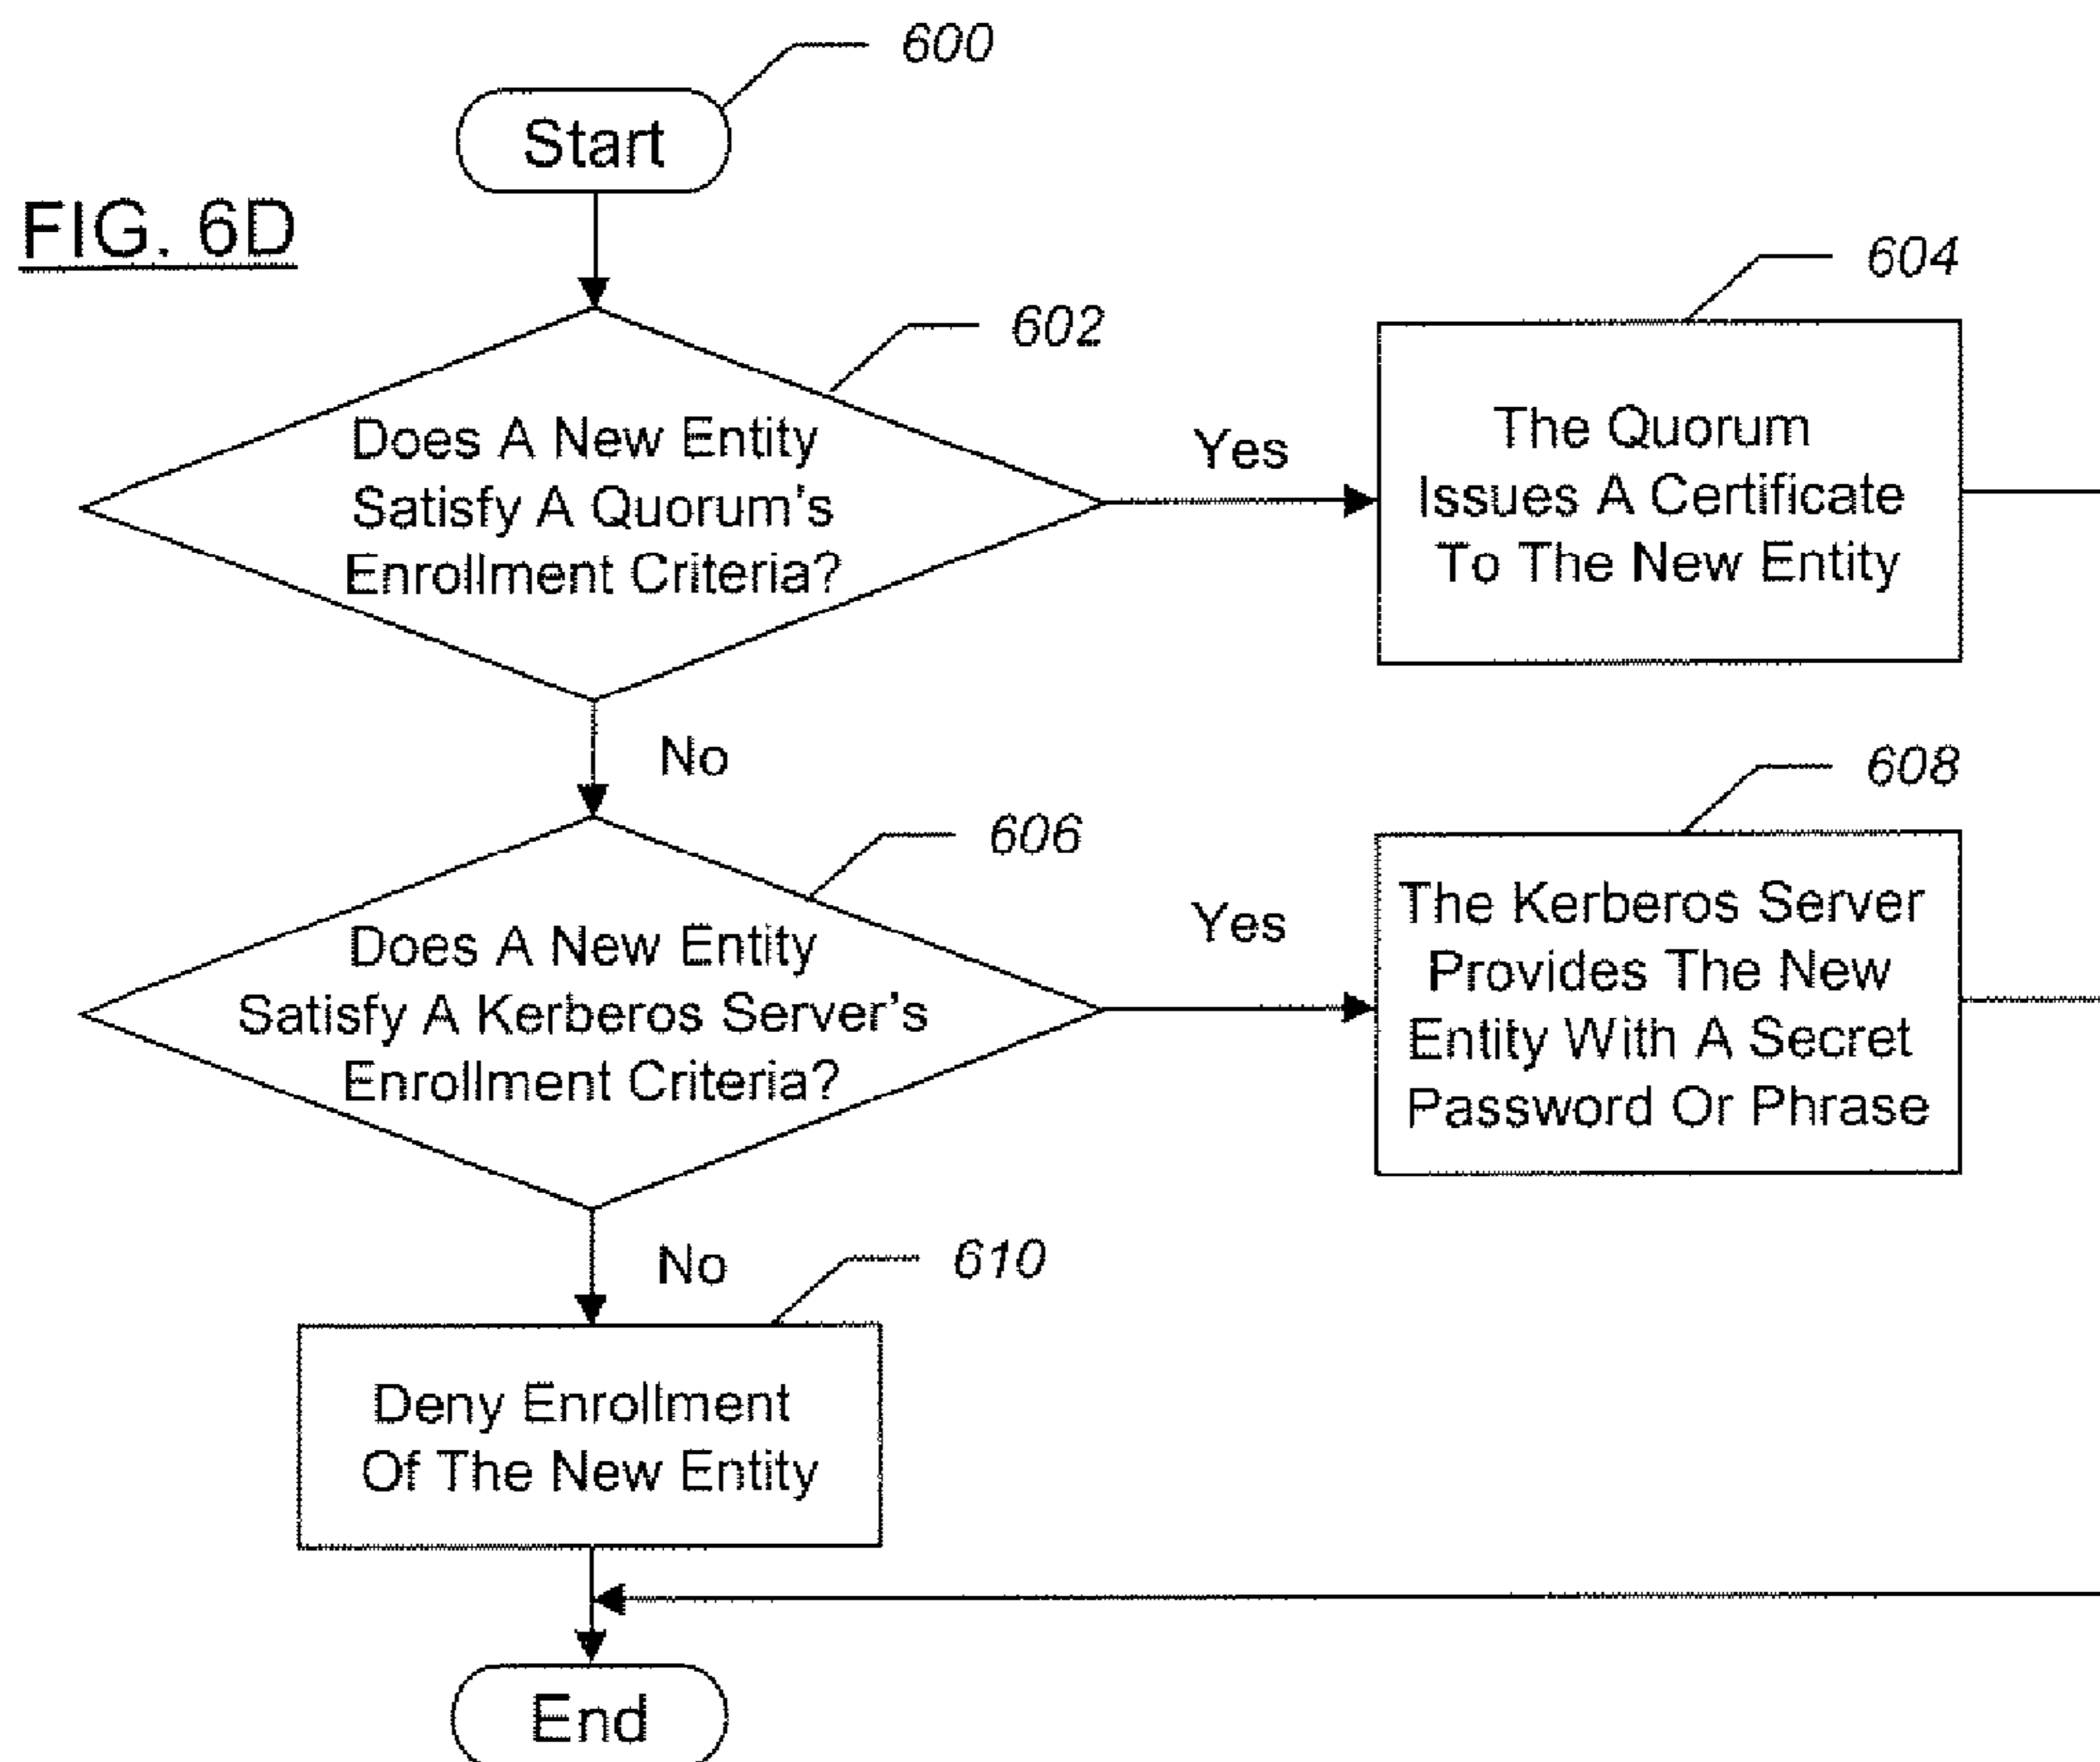 600
Start
FIG. 6D
602
Does A New Entity
Satisfy A Quorum's
Enrollment Criteria?
Yes
604
The Quorum
Issues A Certificate
To The New Entity
No
606
Does A New Entity
Satisfy A Kerberos Server's
Enrollment Criteria?
Yes
608
The Kerberos Server
Provides The New
Entity With A Secret
Password Or Phrase
No
610
Deny Enrollment
Of The New Entity
End